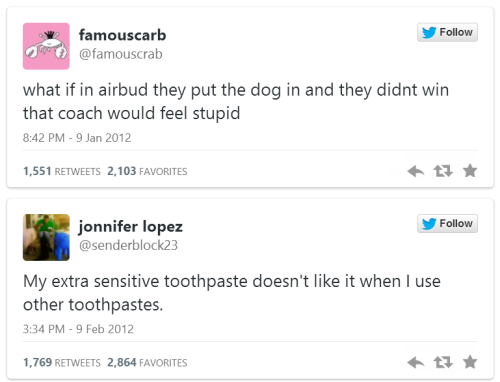 famouscarb
@famouscrab
Follow
what if in airbud they put the dog in and they didnt win
that coach would feel stupid
8:42 PM - 9 Jan 2012
1,551 RETWEETS 2,103 FAVORITES
jonnifer lopez
@senderblock23
Follow
My extra sensitive toothpaste doesn't like it when I use
other toothpastes.
3:34 PM - 9 Feb 2012
1,769 RETWEETS 2,864 FAVORITES